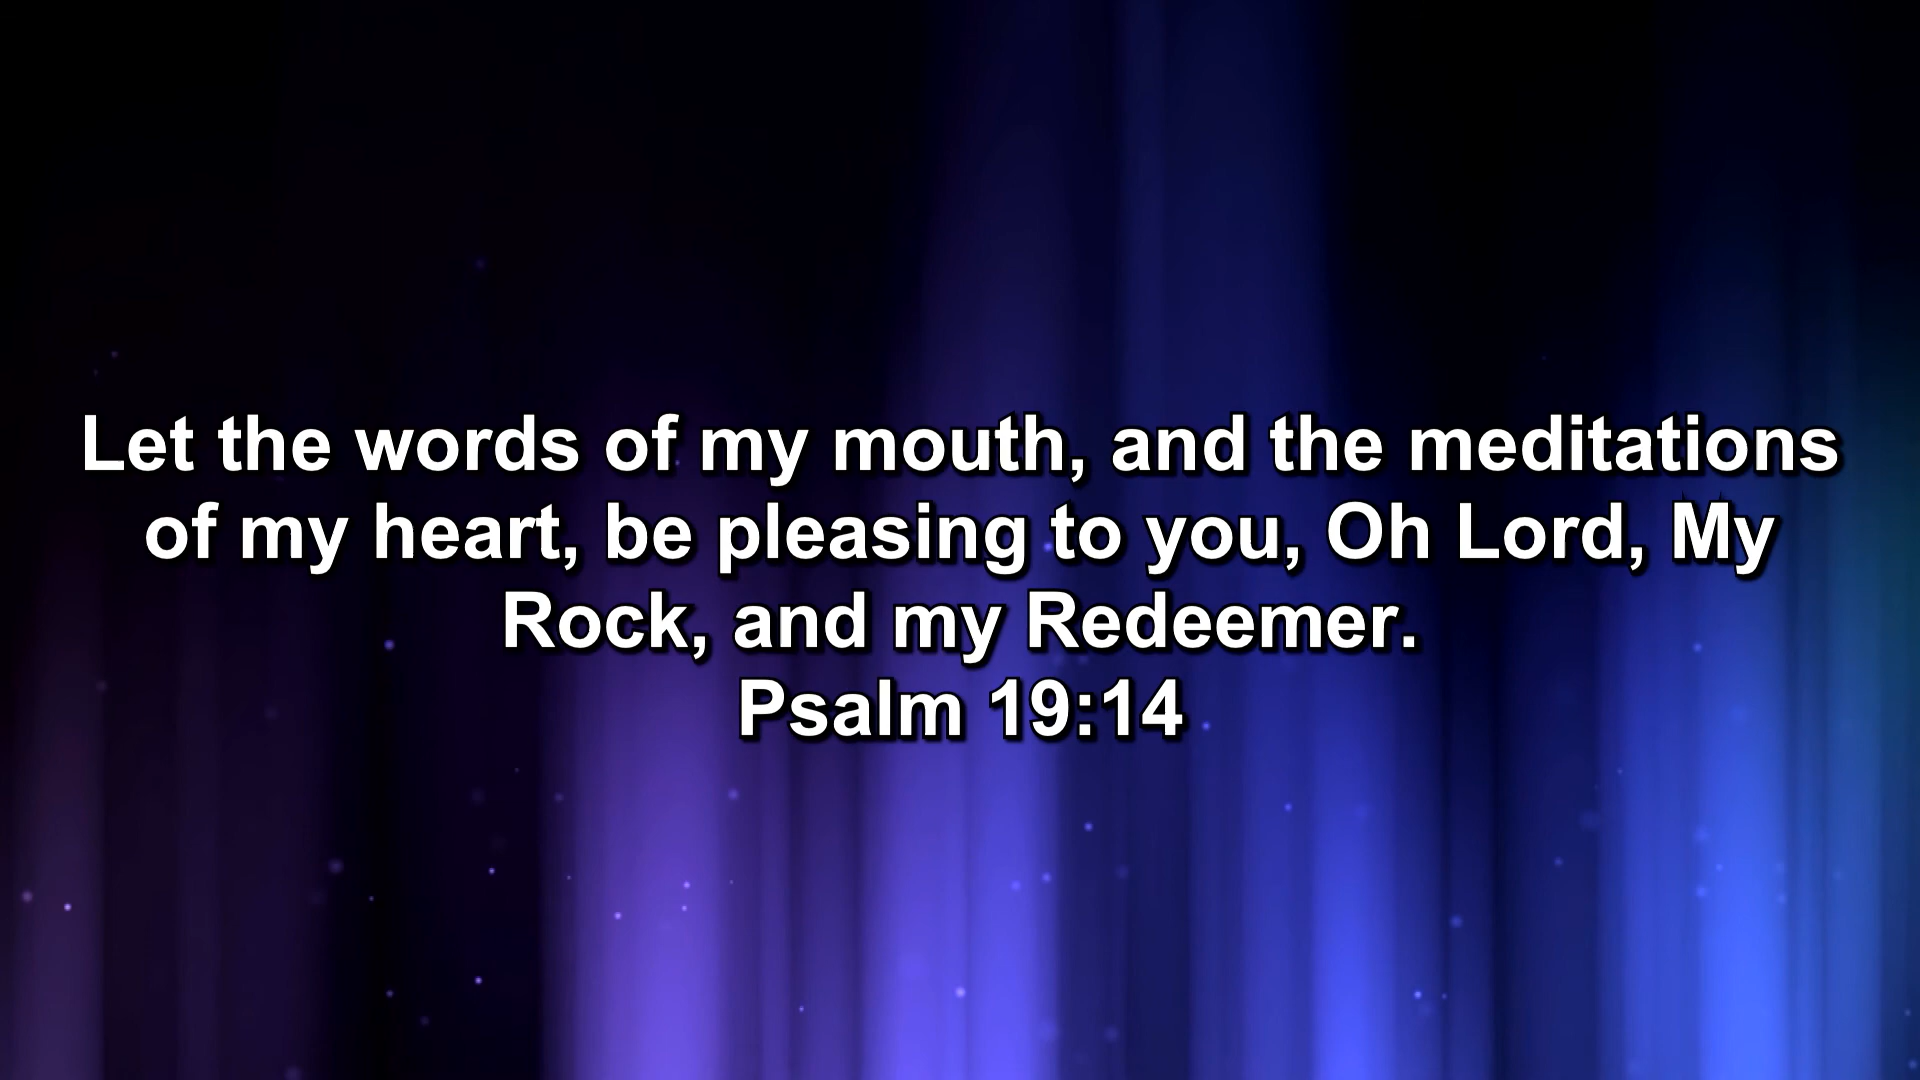 Let the words of my mouth, and the meditations
of my heart, be pleasing to you, Oh Lord, My
Rock, and my Redeemer.
Psalm 19:14